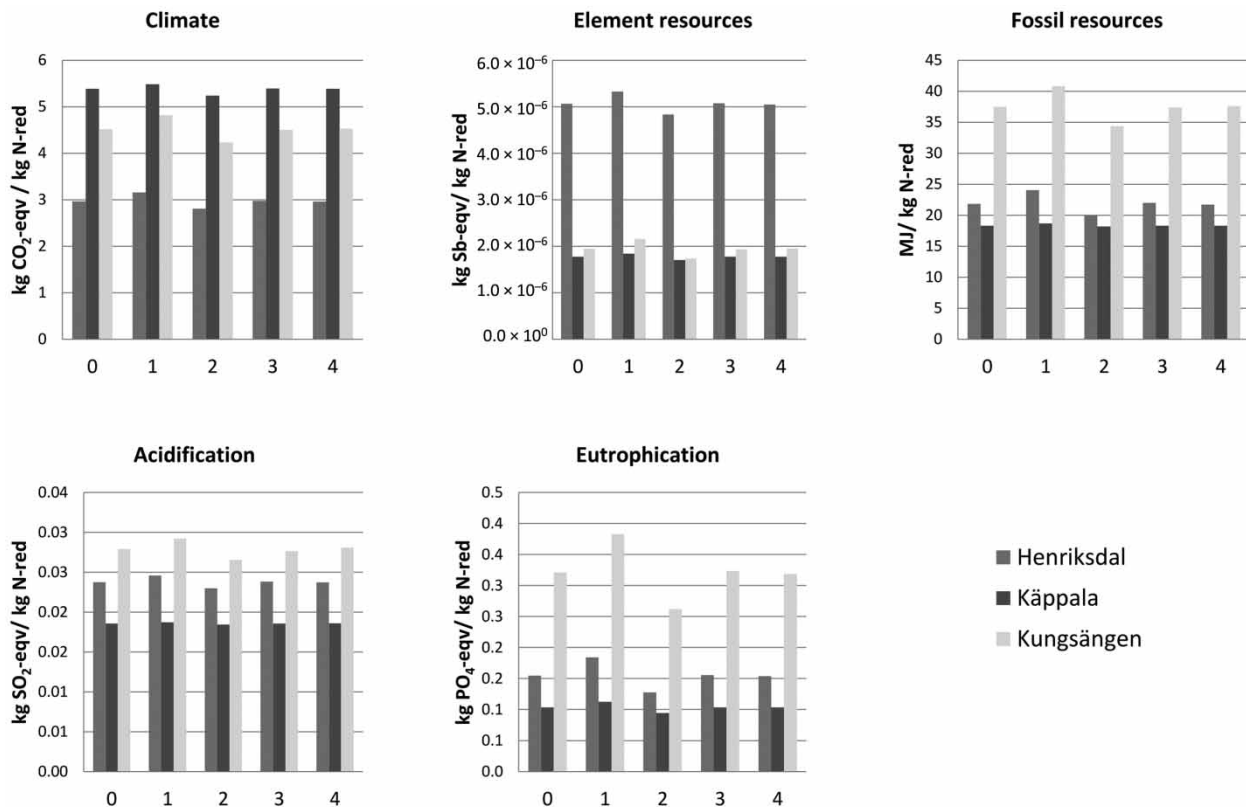 Climate
kg CO₂-eqv / kg N-red
6
5
4
3
2
1
0
0 1 2 3 4
Element resources
kg Sb-eqv/ kg N-red
6.0 × 10⁻⁶
5.0 × 10⁻⁶
4.0 × 10⁻⁶
3.0 × 10⁻⁶
2.0 × 10⁻⁶
1.0 × 10⁻⁶
0.0 × 10⁰
0 1 2 3 4
Fossil resources
MJ/ kg N-red
45
40
35
30
25
20
15
10
5
0
0 1 2 3 4
Acidification
kg SO₂-eqv/ kg N-red
0.04
0.03
0.03
0.02
0.02
0.01
0.01
0.00
0 1 2 3 4
Eutrophication
kg PO₄-eqv/ kg N-red
0.5
0.4
0.4
0.3
0.3
0.2
0.2
0.1
0.1
0.0
0 1 2 3 4
Henriksdal
Käppala
Kungsängen